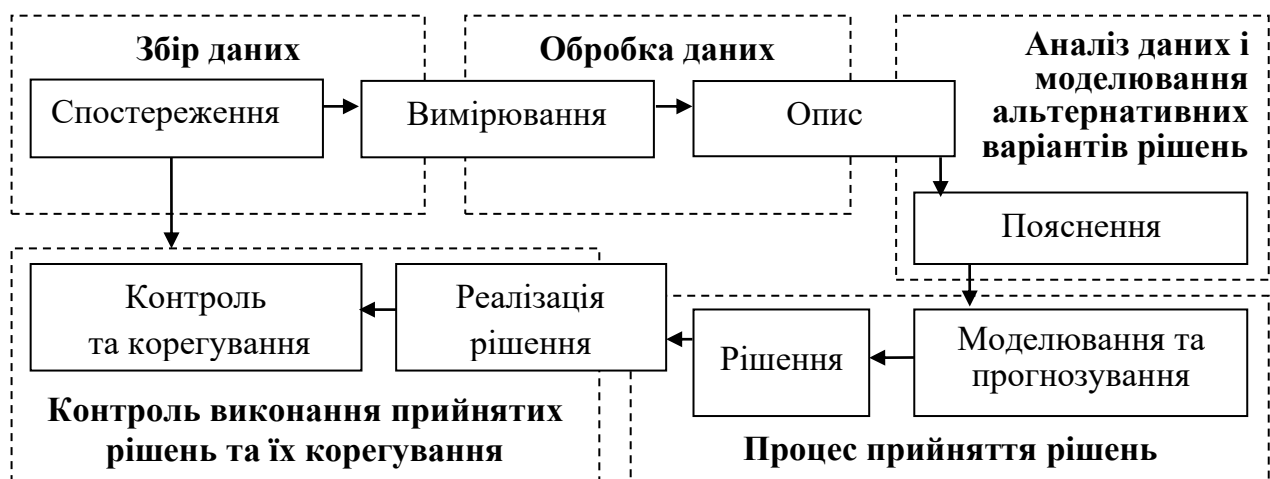 Збір даних
Обробка даних
Аналіз даних і
моделювання
альтернативних
варіантів рішень
Спостереження
Вимірювання
Опис
Пояснення
Контроль
та корегування
Реалізація
рішення
Рішення
Моделювання та
прогнозування
Контроль виконання прийнятих
рішень та їх корегування
Процес прийняття рішень